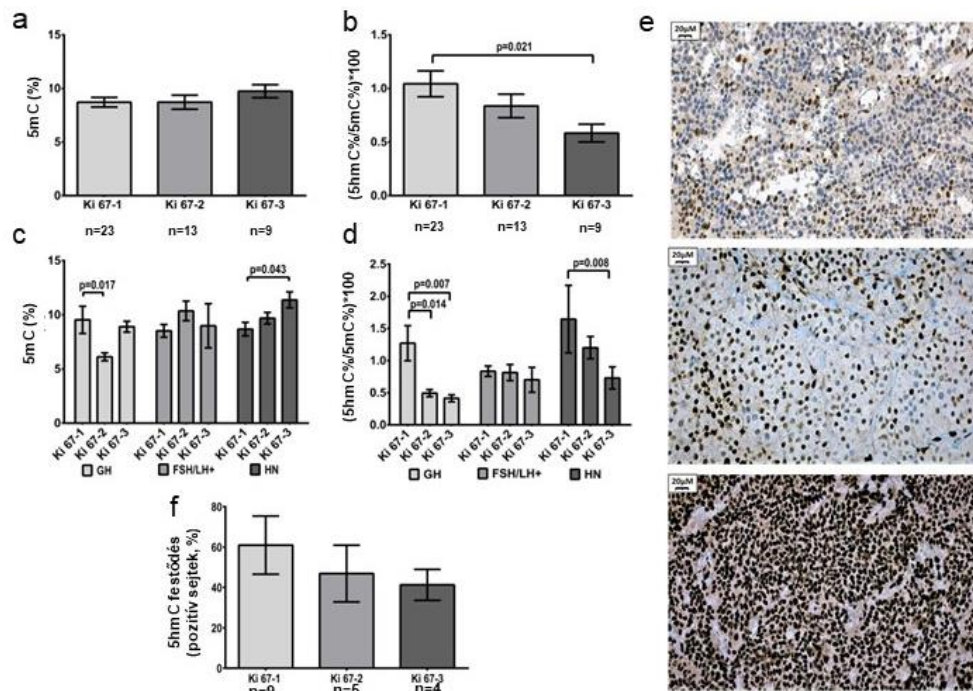 a
5mC (%)
15
10
5
0
Ki 67-1 Ki 67-2 Ki 67-3
n=23 n=13 n=9
b
(5hmC%/5mC%)*100
1.5
1.0
0.5
0.0
p=0.021
Ki 67-1 Ki 67-2 Ki 67-3
n=23 n=13 n=9
c
5mC (%)
15
10
5
0
p=0.017
p=0.043
Ki 67-1 Ki 67-2 Ki 67-3 Ki 67-1 Ki 67-2 Ki 67-3 Ki 67-1 Ki 67-2 Ki 67-3
GH FSH/LH+ HN
d
(5hmC%/5mC%)*100
2.5
2.0
1.5
1.0
0.5
0.0
p=0.007
p=0.014
p=0.008
Ki 67-1 Ki 67-2 Ki 67-3 Ki 67-1 Ki 67-2 Ki 67-3 Ki 67-1 Ki 67-2 Ki 67-3
GH FSH/LH+ HN
f
5hmC festődés
(pozitív sejtek, %)
80
60
40
20
0
Ki 67-1 Ki 67-2 Ki 67-3
n=9 n=5 n=4
e
20µM
20µM
20µM